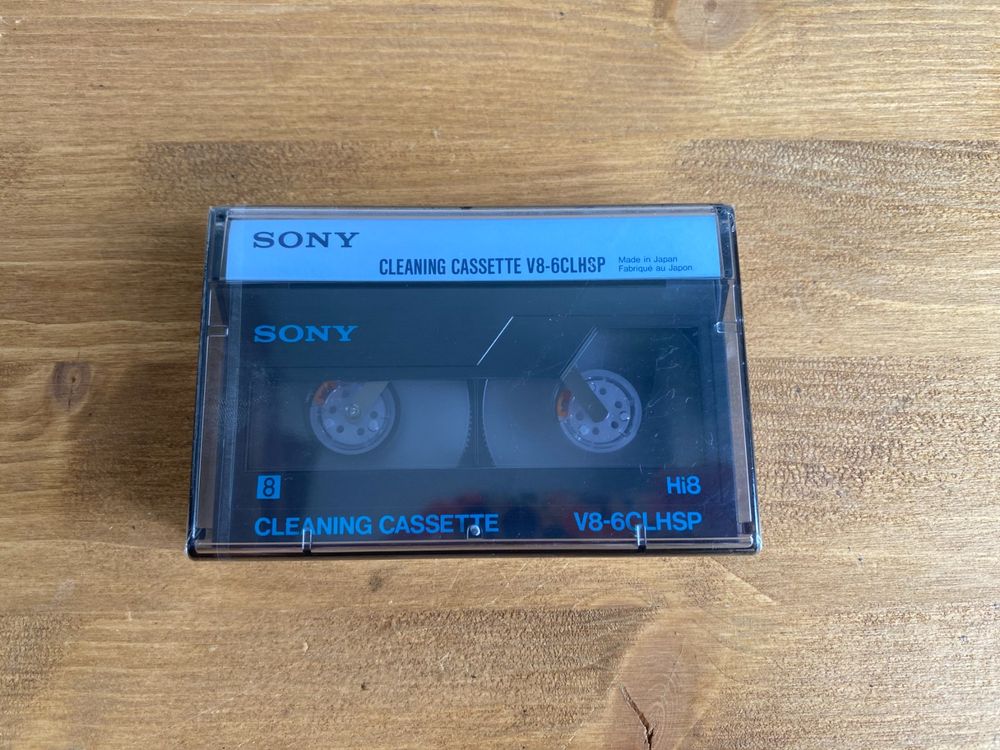 SONY
CLEANING CASSETTE V8-6CLHSP
Made in Japan
Fabriqué au Japon
SONY
8
Hi8
CLEANING CASSETTE V8-6CLHSP